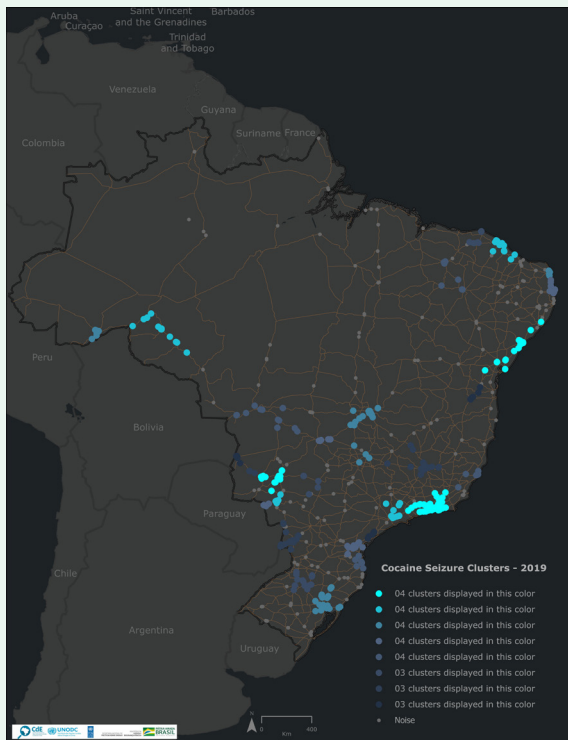 Aruba
Curaçao
Saint Vincent
and the Grenadines
Barbados
Trinidad
and Tobago
Venezuela
Guyana
Suriname
France
Colombia
Peru
Bolivia
Paraguay
Chile
Argentina
Uruguay
Cocaine Seizure Clusters - 2019
04 clusters displayed in this color
04 clusters displayed in this color
04 clusters displayed in this color
04 clusters displayed in this color
04 clusters displayed in this color
03 clusters displayed in this color
03 clusters displayed in this color
03 clusters displayed in this color
Noise
N
0 400
Km
CdE
UNODC
BRASIL